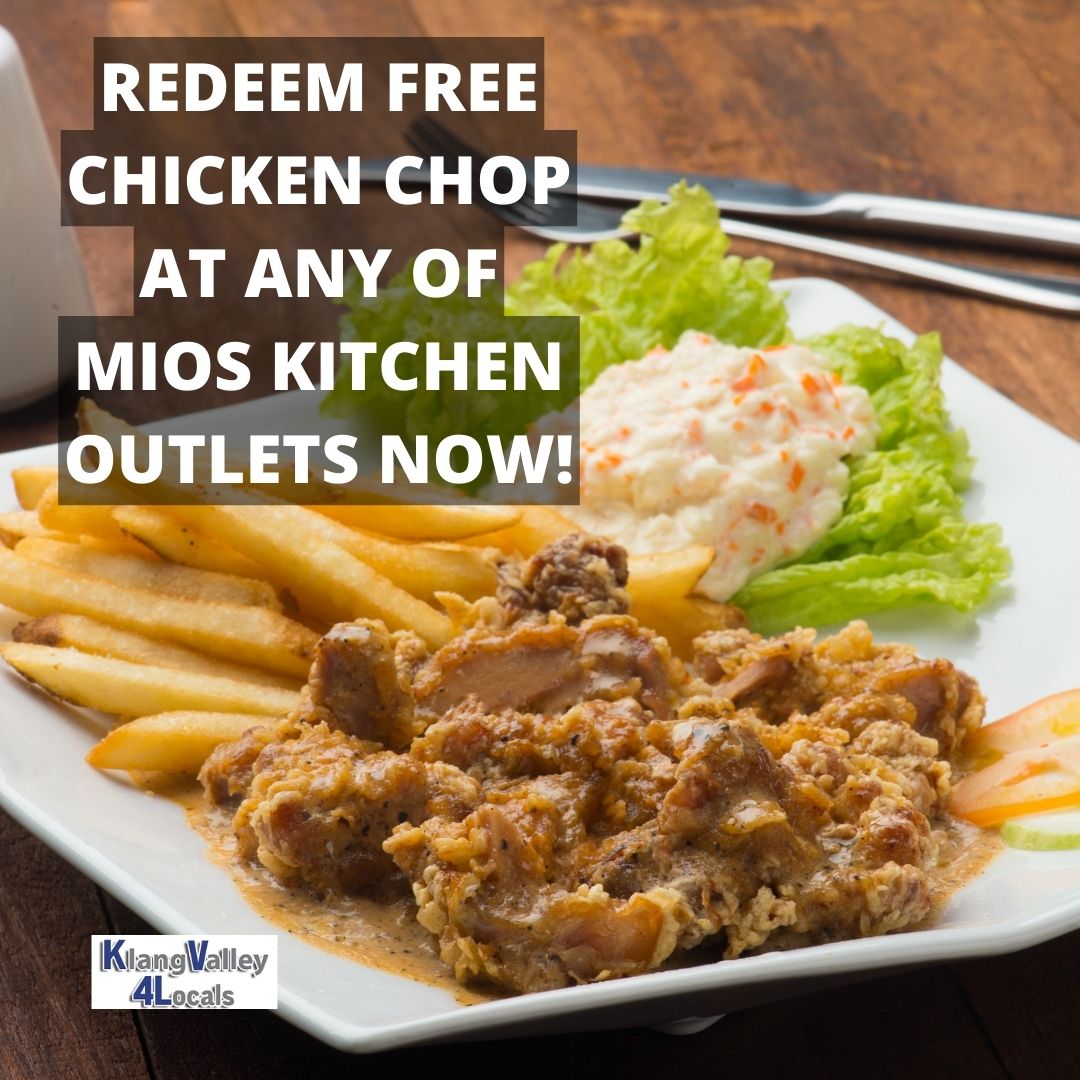 REDEEM FREE
CHICKEN CHOP
AT ANY OF
MIOS KITCHEN
OUTLETS NOW!
KlangValley
4Locals